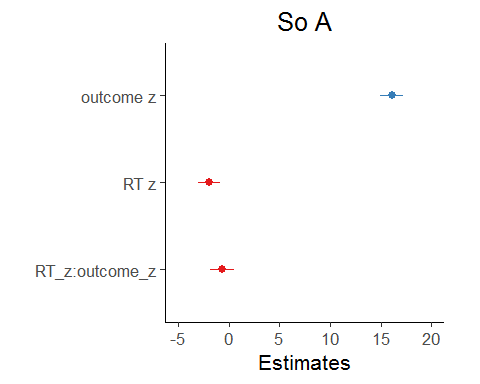 So A
outcome z
RT z
RT_z:outcome_z
-5 0 5 10 15 20
Estimates